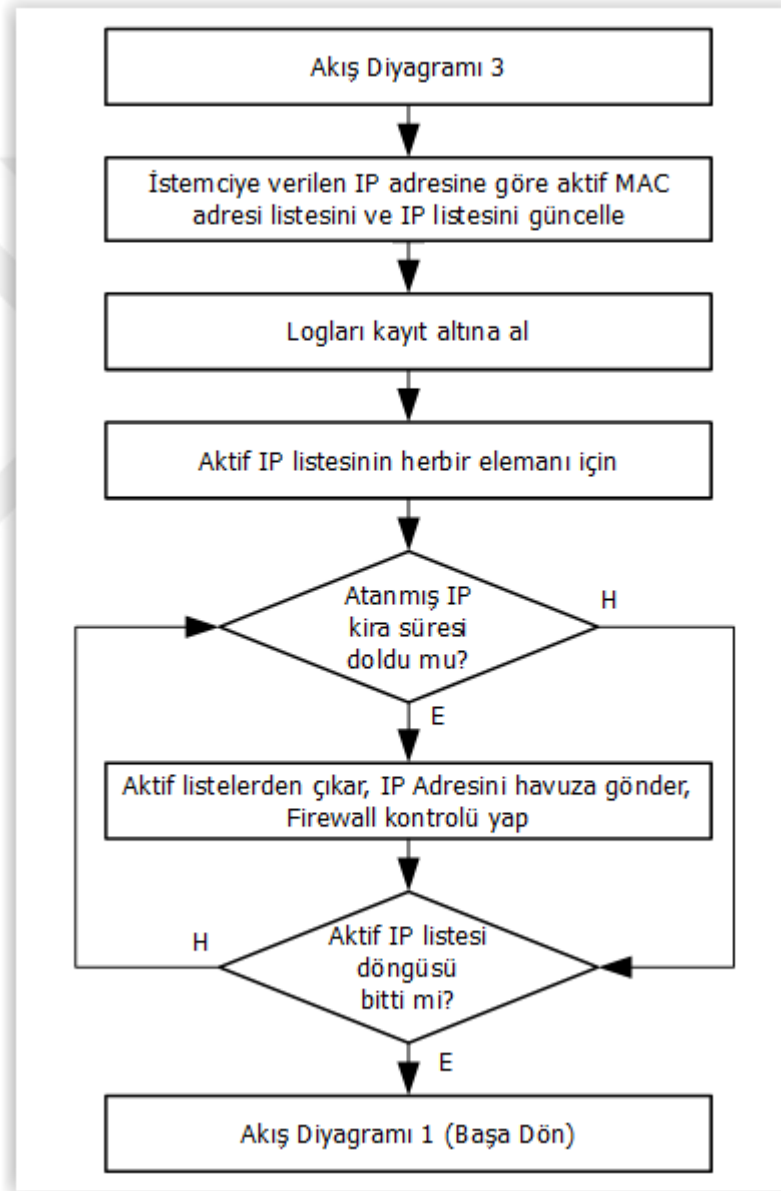 Akış Diyagramı 3
İstemciye verilen IP adresine göre aktif MAC
adresi listesini ve IP listesini güncelle
Logları kayıt altına al
Aktif IP listesinin herbir elemanı için
Atanmış IP
kira süresi
doldu mu?
H
E
Aktif listelerden çıkar, IP Adresini havuza gönder,
Firewall kontrolü yap
H
Aktif IP listesi
döngüsü
bitti mi?
E
Akış Diyagramı 1 (Başa Dön)